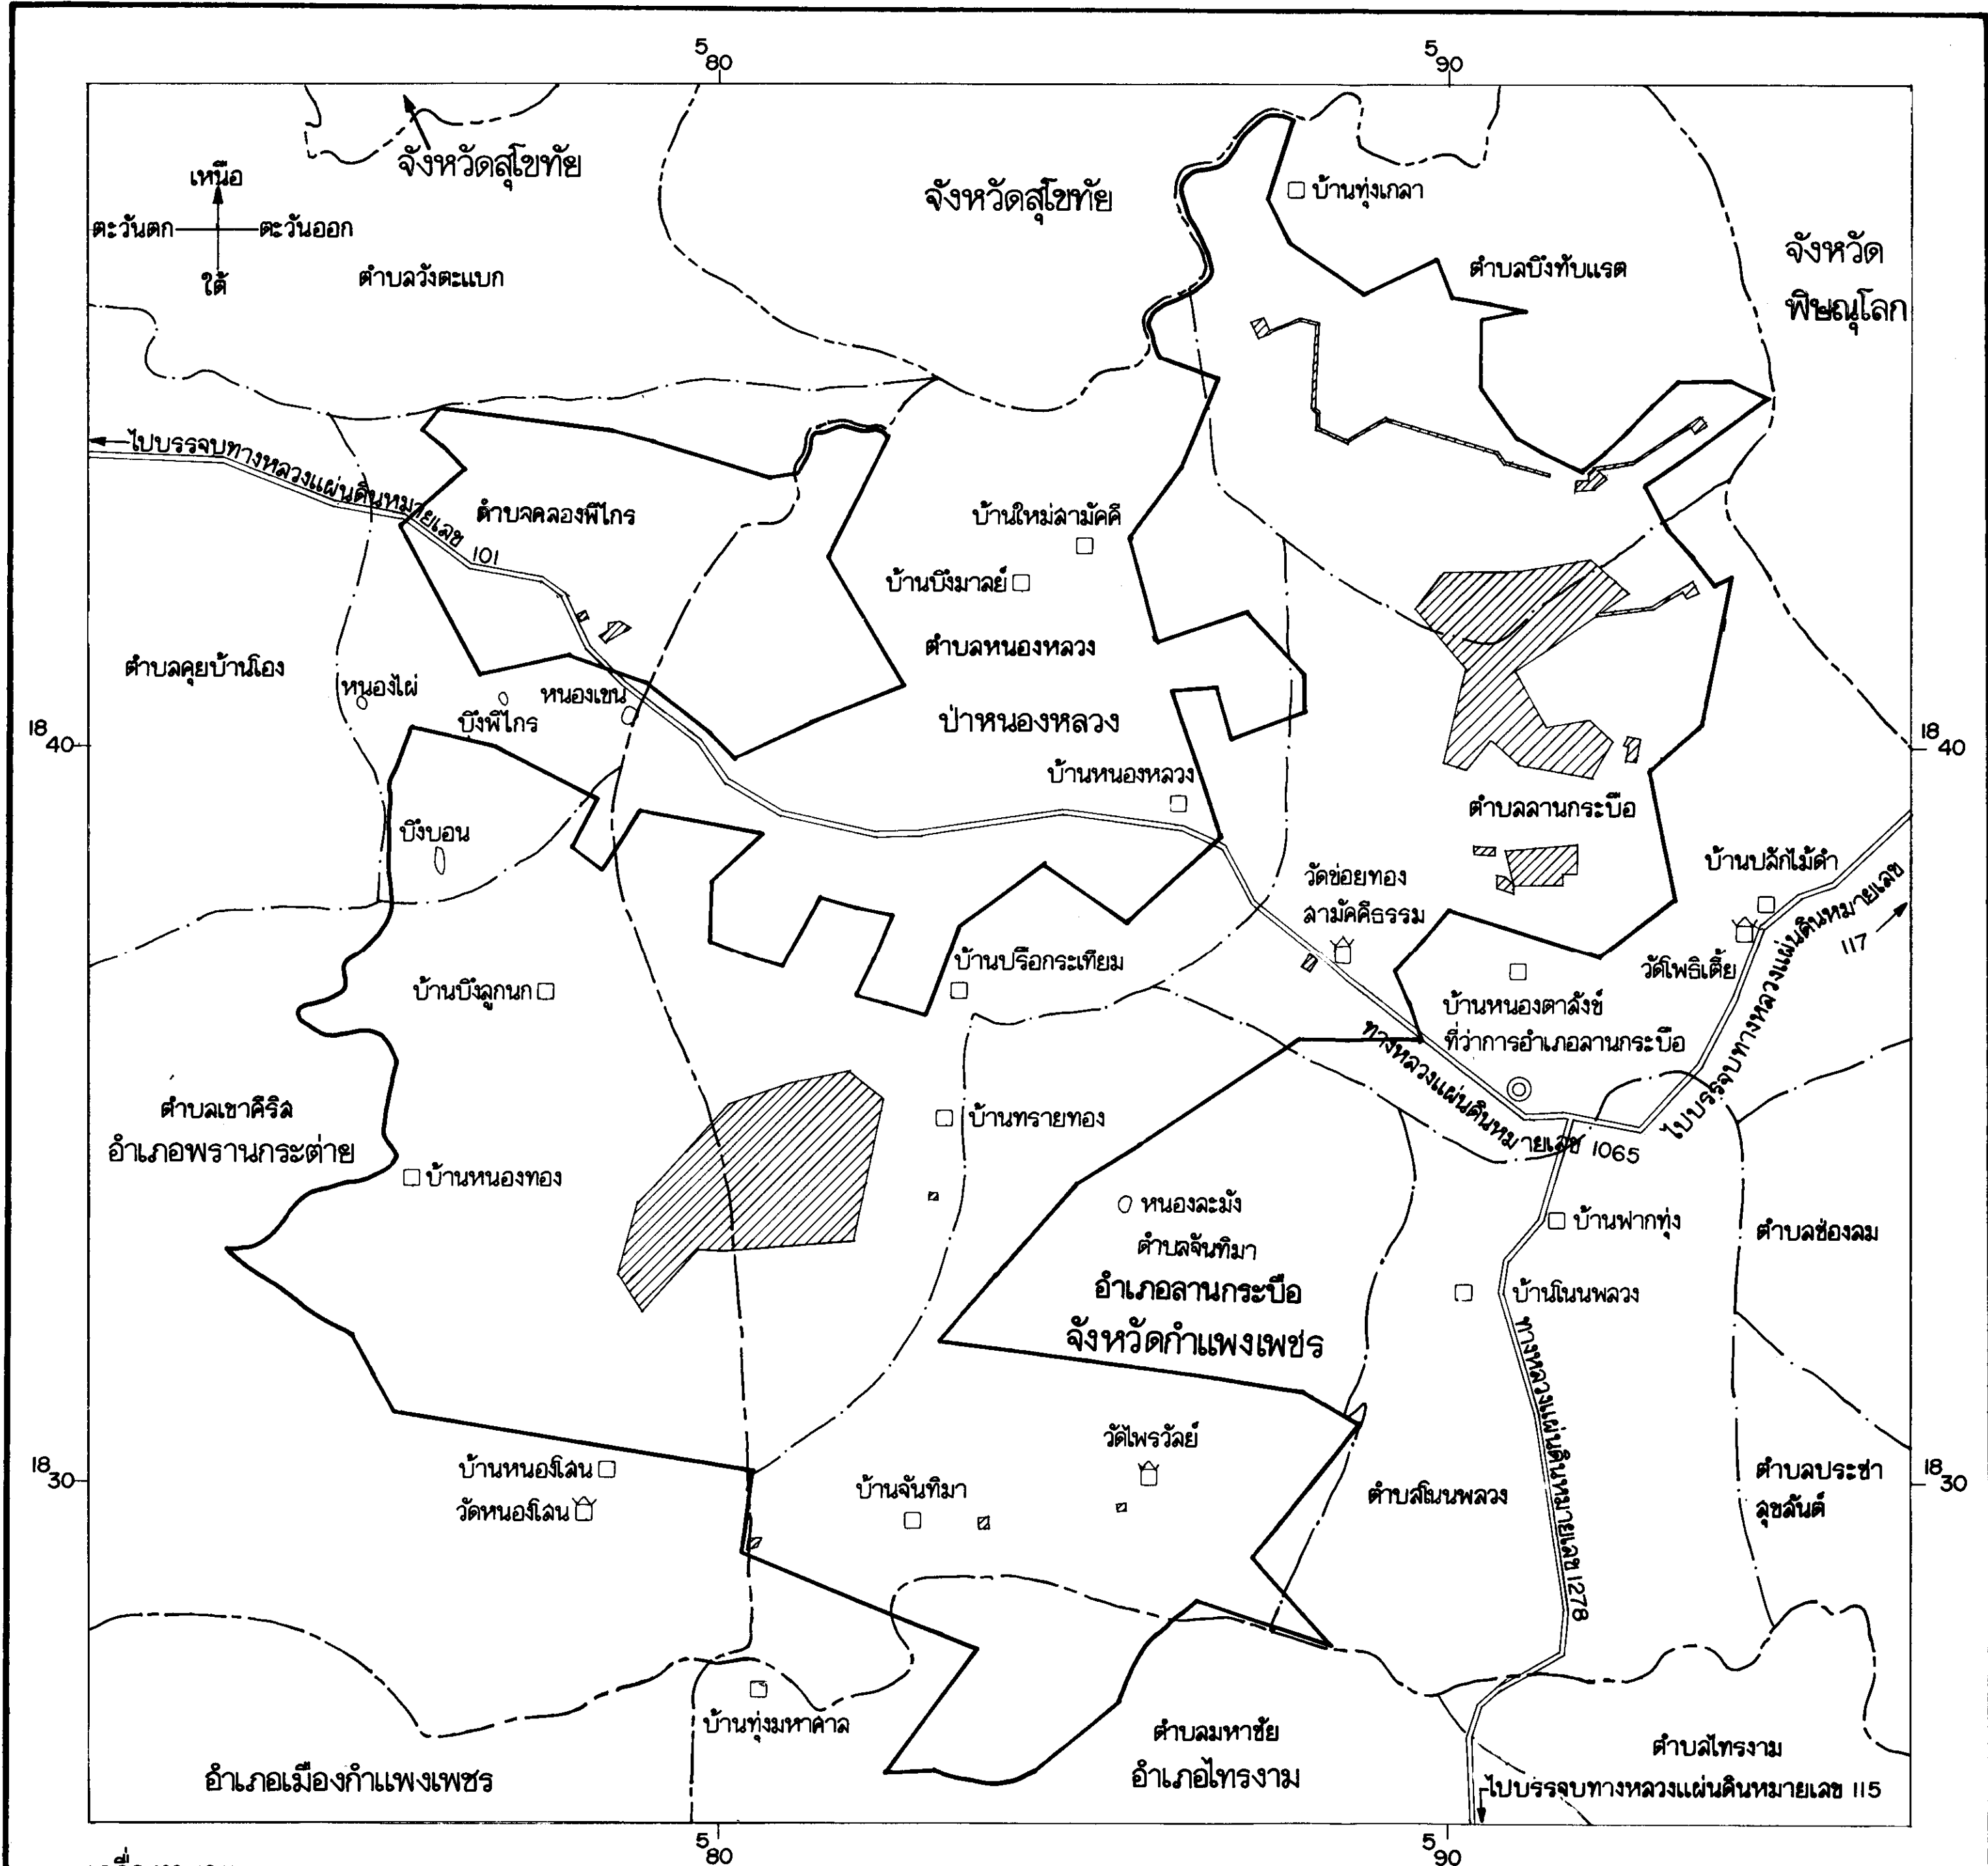 5 80
5 90
จังหวัดสุโขทัย
จังหวัดสุโขทัย
เหนือ
ตะวันตก
ตะวันออก
ใต้
ตำบลวังตะแบก
บ้านทุ่งเกลา
ตำบลบึงทับแรต
จังหวัด
พิษณุโลก
ไปบรรจบทางหลวงแผ่นดินหมายเลข 101
ตำบลคลองพิไกร
บ้านใหม่สามัคคี
บ้านบึงมาลย์
ตำบลหนองหลวง
ตำบลคุยบ้านโอง
หนองไผ่
บึงพิไกร
หนองเขน
ป่าหนองหลวง
18 40
18 40
บ้านหนองหลวง
ตำบลลานกระบือ
บึงบอน
บ้านปลักไม้ดำ
วัดช่อยทอง
สามัคคีธรรม
วัดโพธิเตี้ย
ไปบรรจบทางหลวงแผ่นดินหมายเลข
117
บ้านปรือกระเทียม
บ้านบึงลูกนก
บ้านหนองตาสังข์
ที่ว่าการอำเภอลานกระบือ
ทางหลวงแผ่นดินหมายเลข 1065
ตำบลเขาคีริส
อำเภอพรานกระต่าย
บ้านทรายทอง
บ้านหนองทอง
หนองละมัง
ตำบลจันทิมา
อำเภอลานกระบือ
จังหวัดกำแพงเพชร
บ้านฟากทุ่ง
ตำบลช่องลม
บ้านโนนพลวง
ทางหลวงแผ่นดินหมายเลข 1278
วัดไพรวัลย์
18 30
บ้านหนองโสน
วัดหนองโสน
บ้านจันทิมา
ตำบลโนนพลวง
ตำบลประชา
สุขสันต์
18 30
บ้านทุ่งมหาศาล
ตำบลมหาชัย
อำเภอไทรงาม
ตำบลไทรงาม
อำเภอเมืองกำแพงเพชร
ไปบรรจบทางหลวงแผ่นดินหมายเลข 115
5 80
5 90